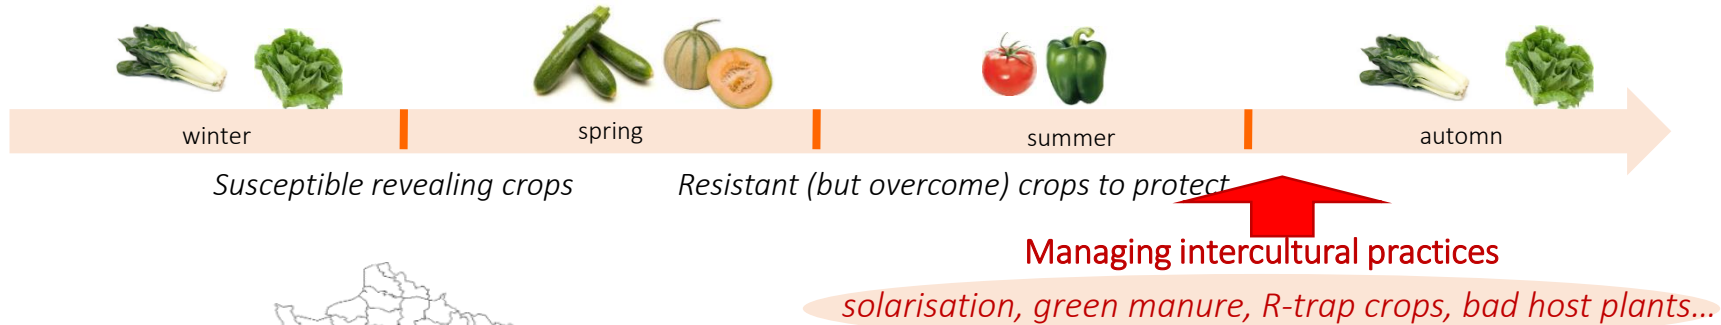 winter
spring
summer
automn
Susceptible revealing crops
Resistant (but overcome) crops to protect
Managing intercultural practices
solarisation, green manure, R-trap crops, bad host plants...